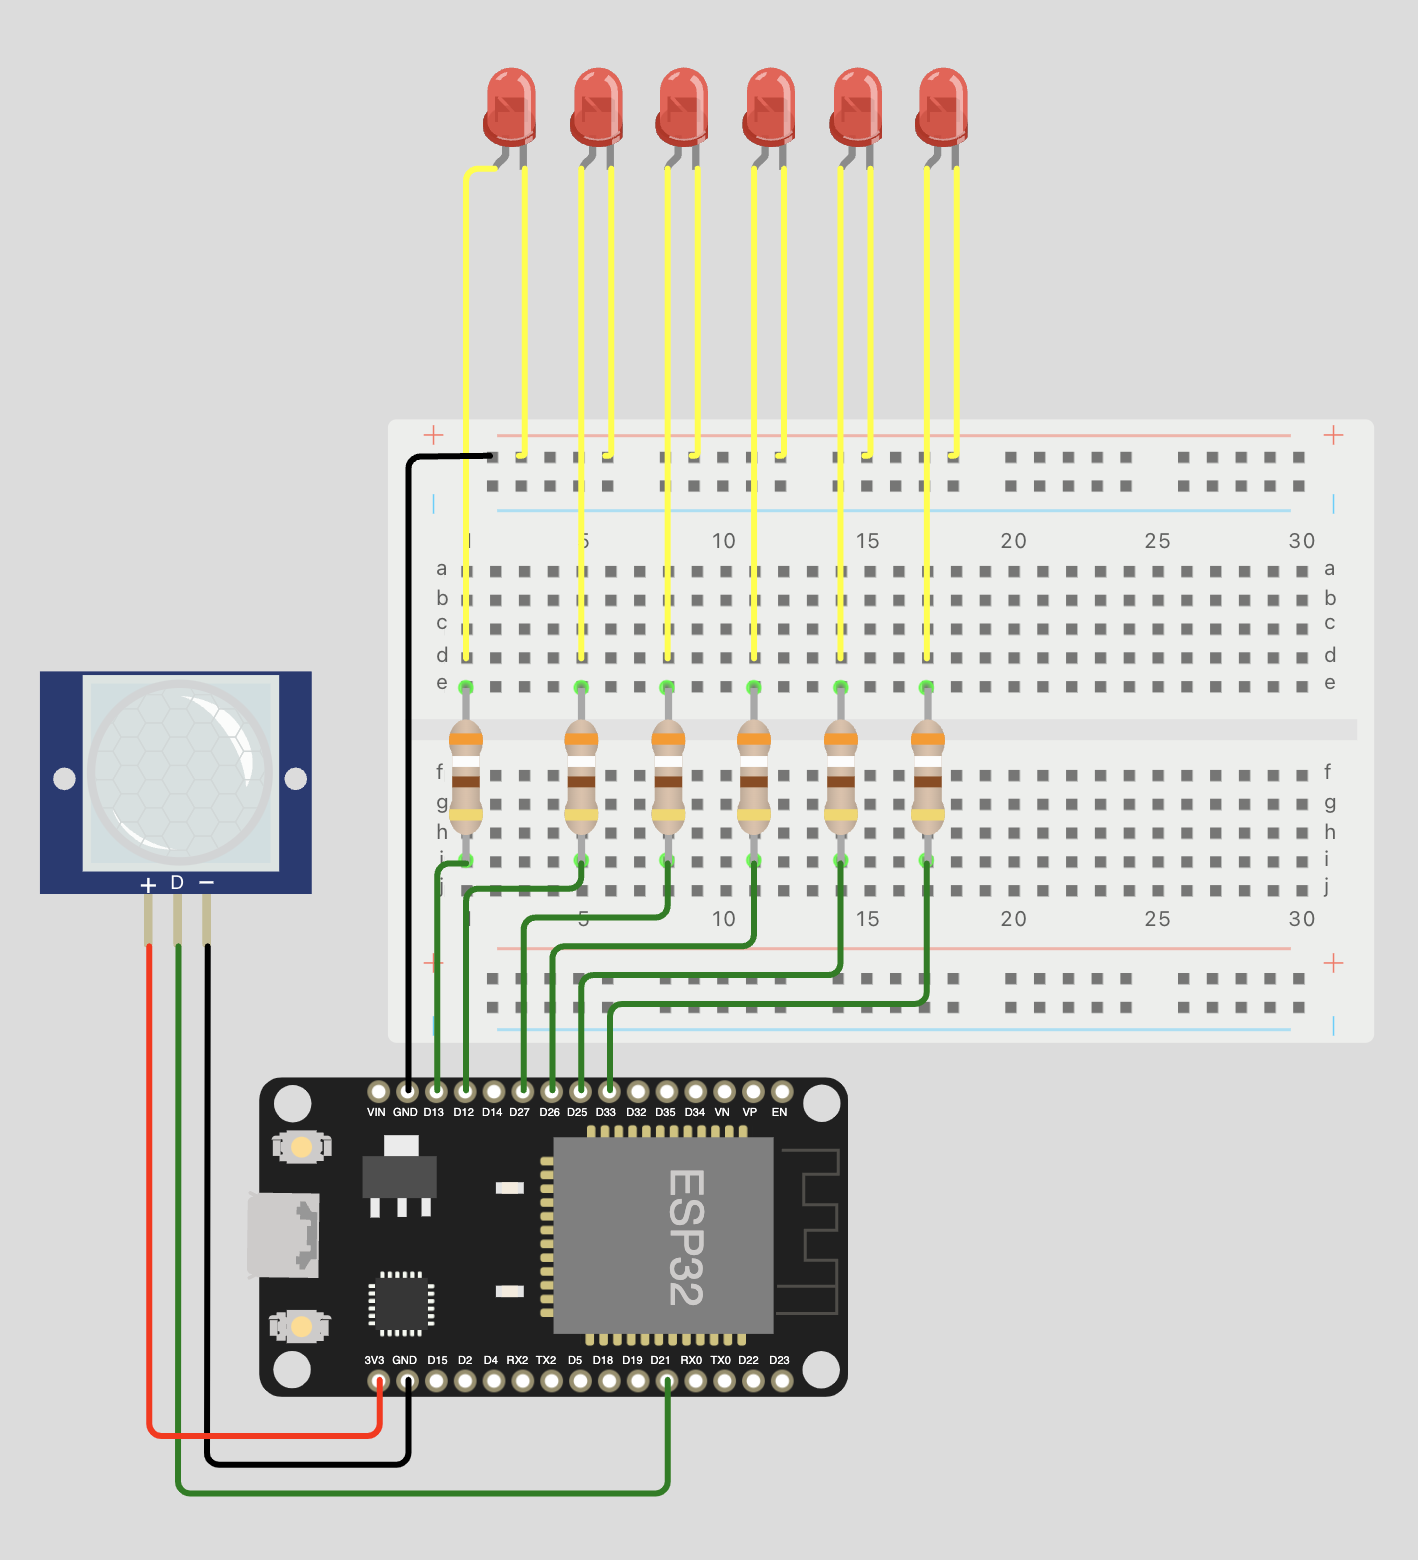 1 5 10 15 20 25 30
a a
b b
c c
d d
e e
f f
g g
h h
i i
j j
1 5 10 15 20 25 30
+ D −
VIN GND D13 D12 D14 D27 D26 D25 D33 D32 D35 D34 VN VP EN
ESP32
3V3 GND D15 D2 D4 RX2 TX2 D5 D18 D19 D21 RX0 TX0 D22 D23